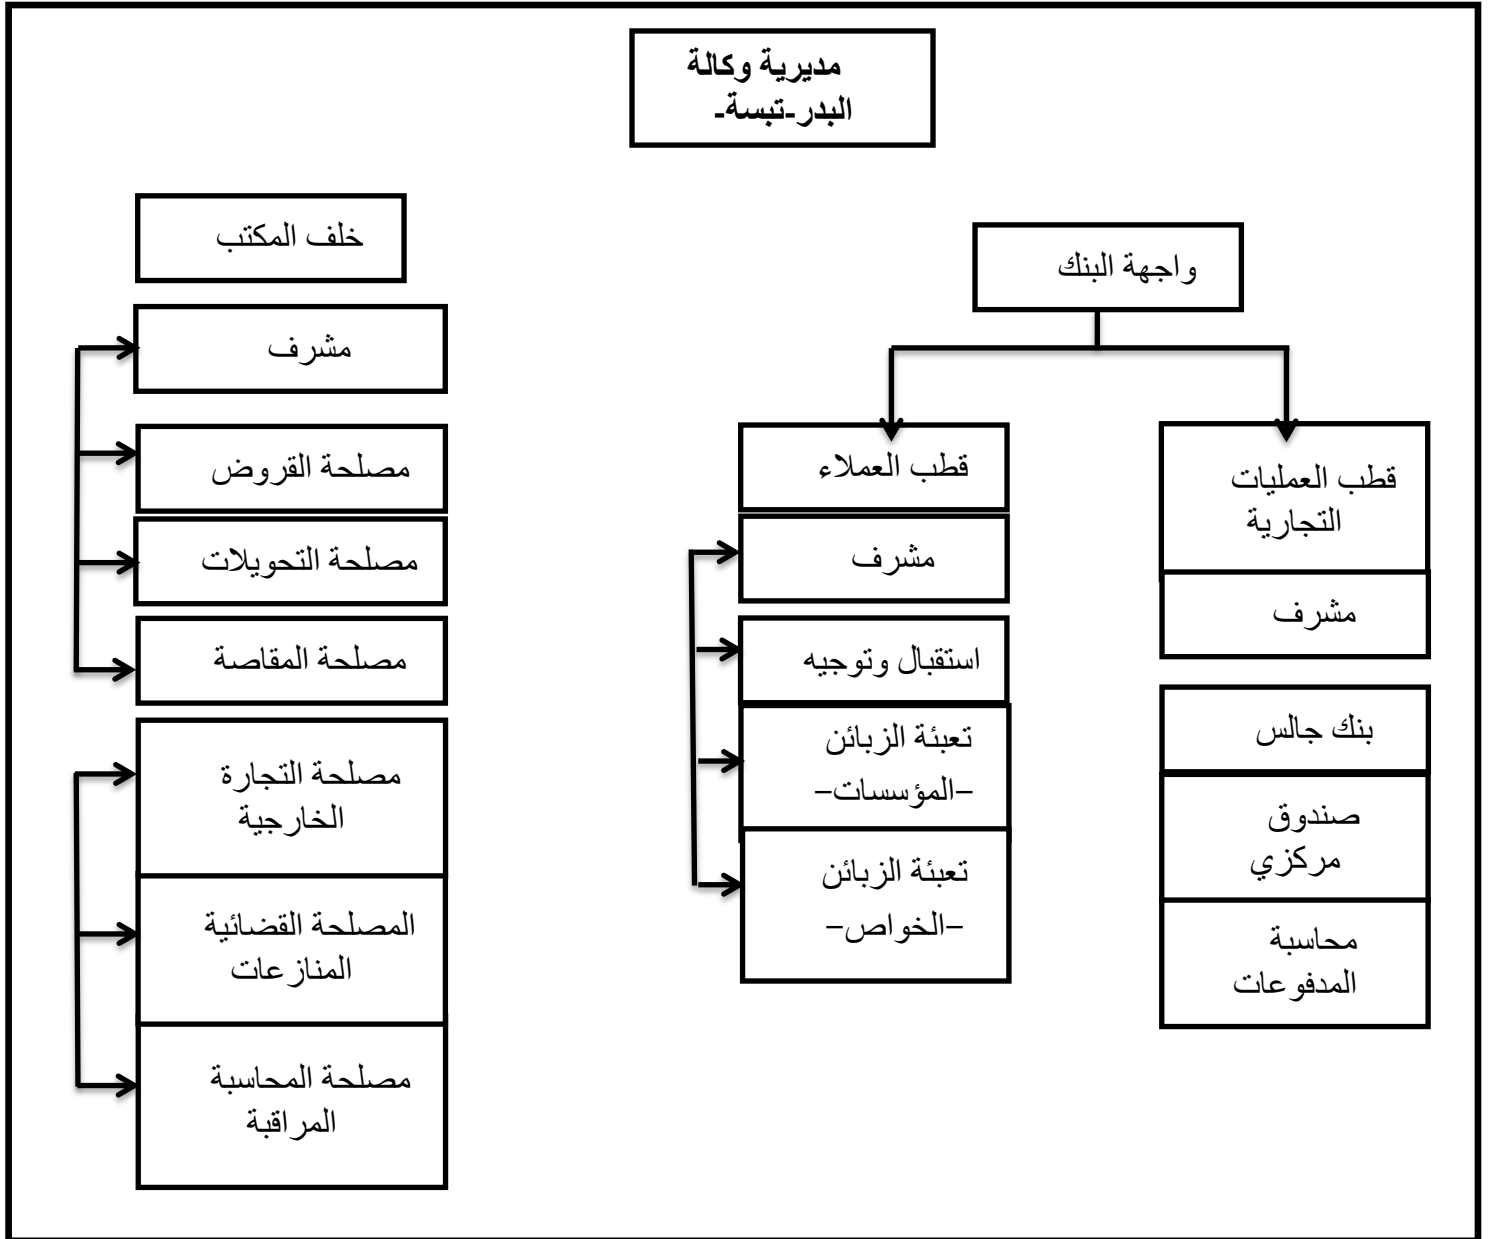 مديرية وكالة
البدر-تبسة-
واجهة البنك
قطب العمليات
التجارية
مشرف
بنك جالس
صندوق
مركزي
محاسبة
المدفوعات
قطب العملاء
مشرف
استقبال وتوجيه
تعبئة الزبائن
–المؤسسات–
تعبئة الزبائن
–الخواص–
خلف المكتب
مشرف
مصلحة القروض
مصلحة التحويلات
مصلحة المقاصة
مصلحة التجارة
الخارجية
المصلحة القضائية
المنازعات
مصلحة المحاسبة
المراقبة